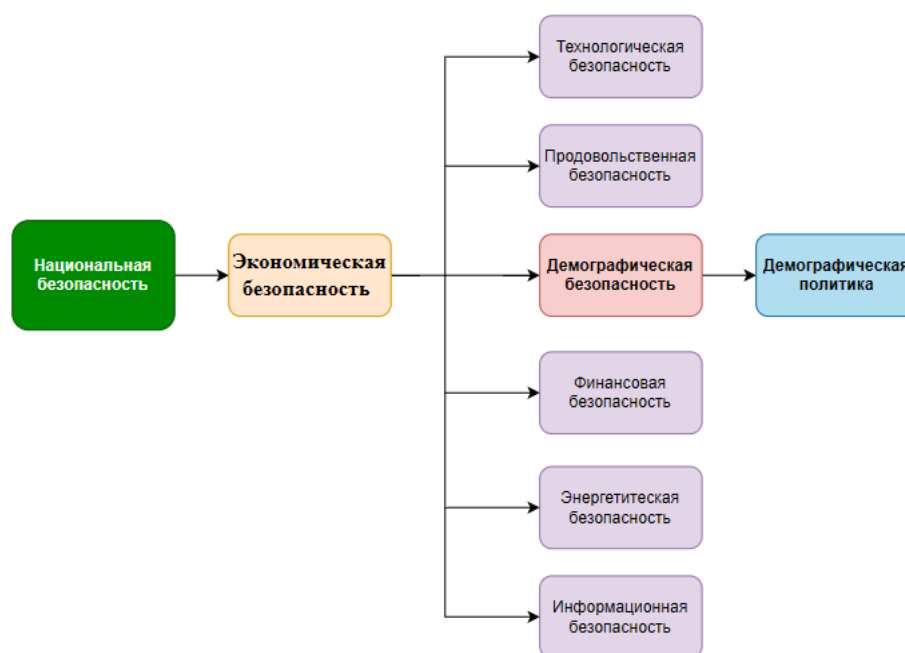 Технологическая
безопасность
Продовольственная
безопасность
Национальная
безопасность
Экономическая
безопасность
Демографическая
безопасность
Демографическая
политика
Финансовая
безопасность
Энергетитеская
безопасность
Информационная
безопасность